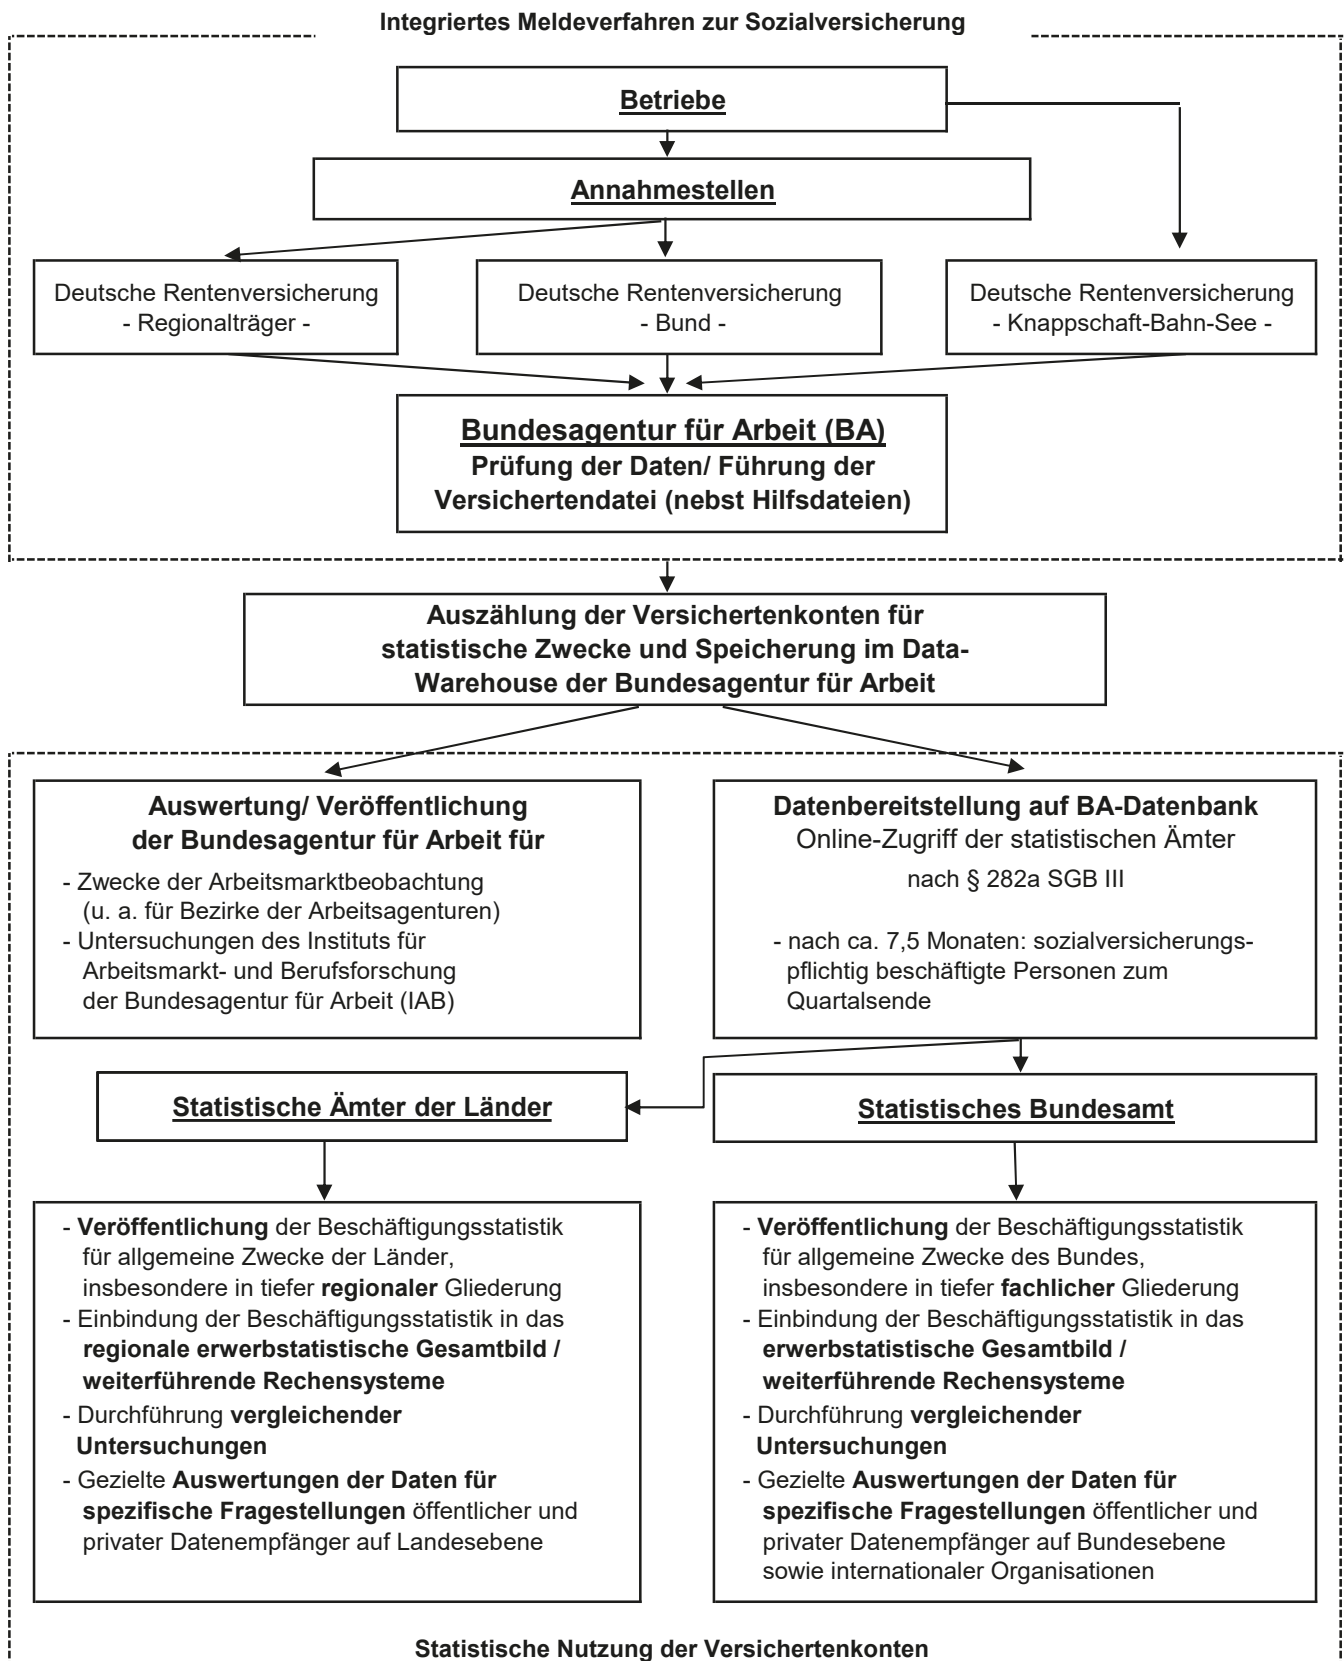 Integriertes Meldeverfahren zur Sozialversicherung
Betriebe
Annahmestellen
Deutsche Rentenversicherung
- Regionalträger -
Deutsche Rentenversicherung
- Bund -
Deutsche Rentenversicherung
- Knappschaft-Bahn-See -
Bundesagentur für Arbeit (BA)
Prüfung der Daten/ Führung der
Versichertendatei (nebst Hilfsdateien)
Auszählung der Versichertenkonten für
statistische Zwecke und Speicherung im Data-
Warehouse der Bundesagentur für Arbeit
Auswertung/ Veröffentlichung
der Bundesagentur für Arbeit für
- Zwecke der Arbeitsmarktbeobachtung
(u. a. für Bezirke der Arbeitsagenturen)
- Untersuchungen des Instituts für
Arbeitsmarkt- und Berufsforschung
der Bundesagentur für Arbeit (IAB)
Datenbereitstellung auf BA-Datenbank
Online-Zugriff der statistischen Ämter
nach § 282a SGB III
- nach ca. 7,5 Monaten: sozialversicherungs-
pflichtig beschäftigte Personen zum
Quartalsende
Statistische Ämter der Länder
Statistisches Bundesamt
- Veröffentlichung der Beschäftigungsstatistik
für allgemeine Zwecke der Länder,
insbesondere in tiefer regionaler Gliederung
- Einbindung der Beschäftigungsstatistik in das
regionale erwerbstatistische Gesamtbild /
weiterführende Rechensysteme
- Durchführung vergleichender
Untersuchungen
- Gezielte Auswertungen der Daten für
spezifische Fragestellungen öffentlicher und
privater Datenempfänger auf Landesebene
- Veröffentlichung der Beschäftigungsstatistik
für allgemeine Zwecke des Bundes,
insbesondere in tiefer fachlicher Gliederung
- Einbindung der Beschäftigungsstatistik in das
erwerbstatistische Gesamtbild /
weiterführende Rechensysteme
- Durchführung vergleichender
Untersuchungen
- Gezielte Auswertungen der Daten für
spezifische Fragestellungen öffentlicher und
privater Datenempfänger auf Bundesebene
sowie internationaler Organisationen
Statistische Nutzung der Versichertenkonten